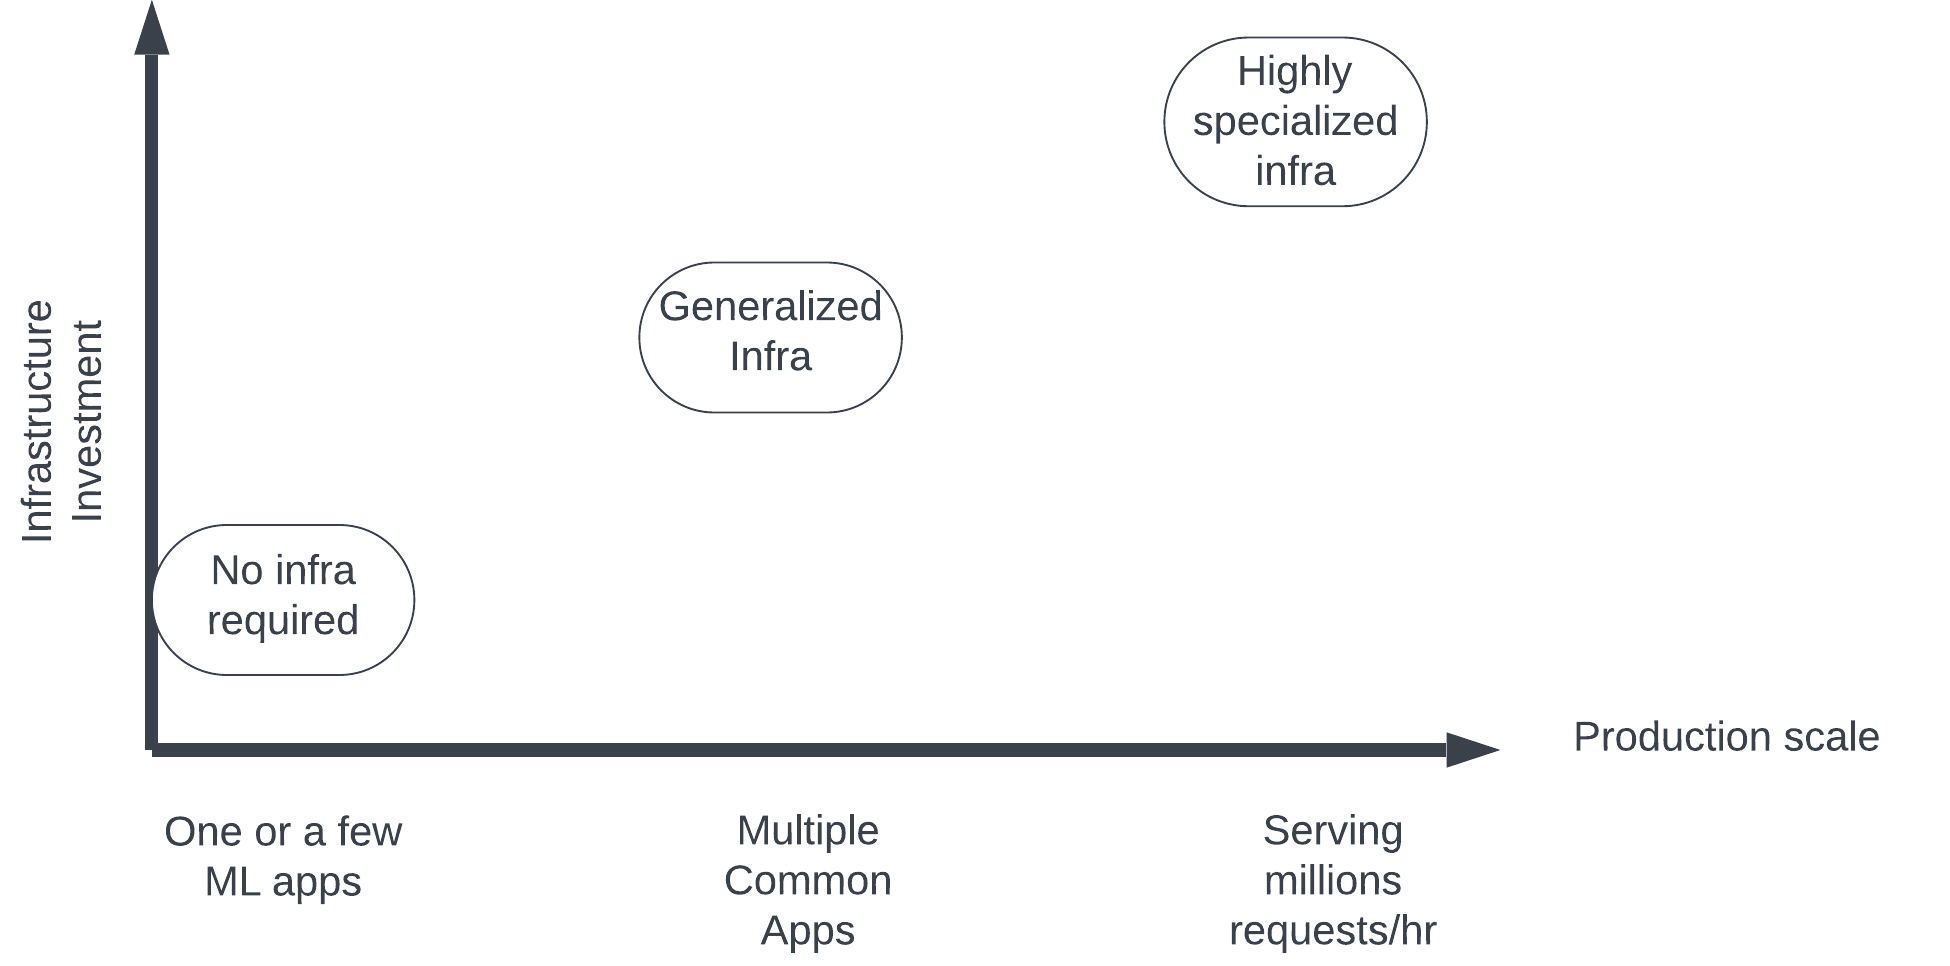 Highly
specialized
infra
Generalized
Infra
Infrastructure
Investment
No infra
required
Production scale
One or a few
ML apps
Multiple
Common
Apps
Serving
millions
requests/hr